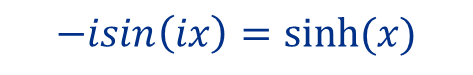 −isin(ix) = sinh(x)